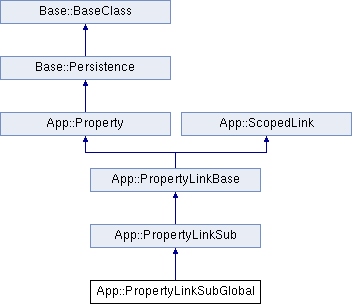 Base::BaseClass
Base::Persistence
App::Property
App::ScopedLink
App::PropertyLinkBase
App::PropertyLinkSub
App::PropertyLinkSubGlobal